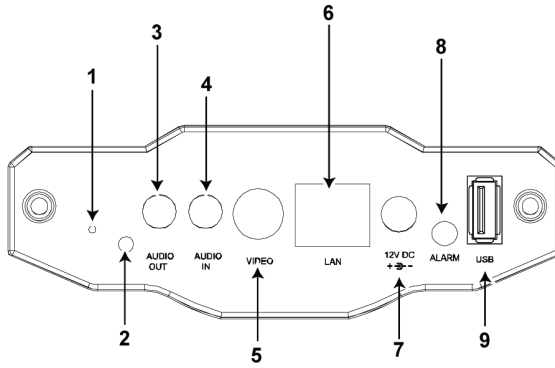 6
3
8
4
1
AUDIO
OUT
AUDIO
IN
VIDEO
LAN
12V DC
+ -
ALARM
USB
2
5
7
9